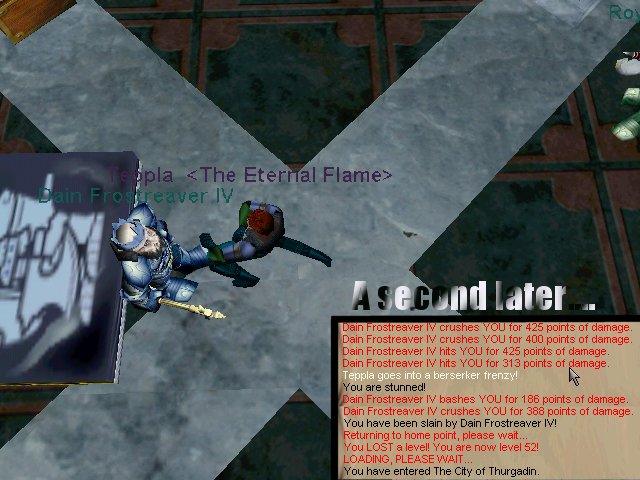 Roy
Teppla <The Eternal Flame>
Dain Frostreaver IV
A second later....
Dain Frostreaver IV crushes YOU for 425 points of damage.
Dain Frostreaver IV crushes YOU for 400 points of damage.
Dain Frostreaver IV hits YOU for 425 points of damage.
Dain Frostreaver IV hits YOU for 313 points of damage.
Teppla goes into a berserker frenzy!
You are stunned!
Dain Frostreaver IV bashes YOU for 186 points of damage.
Dain Frostreaver IV crushes YOU for 388 points of damage.
You have been slain by Dain Frostreaver IV!
Returning to home point, please wait...
You LOST a level! You are now level 52!
LOADING, PLEASE WAIT...
You have entered The City of Thurgadin.